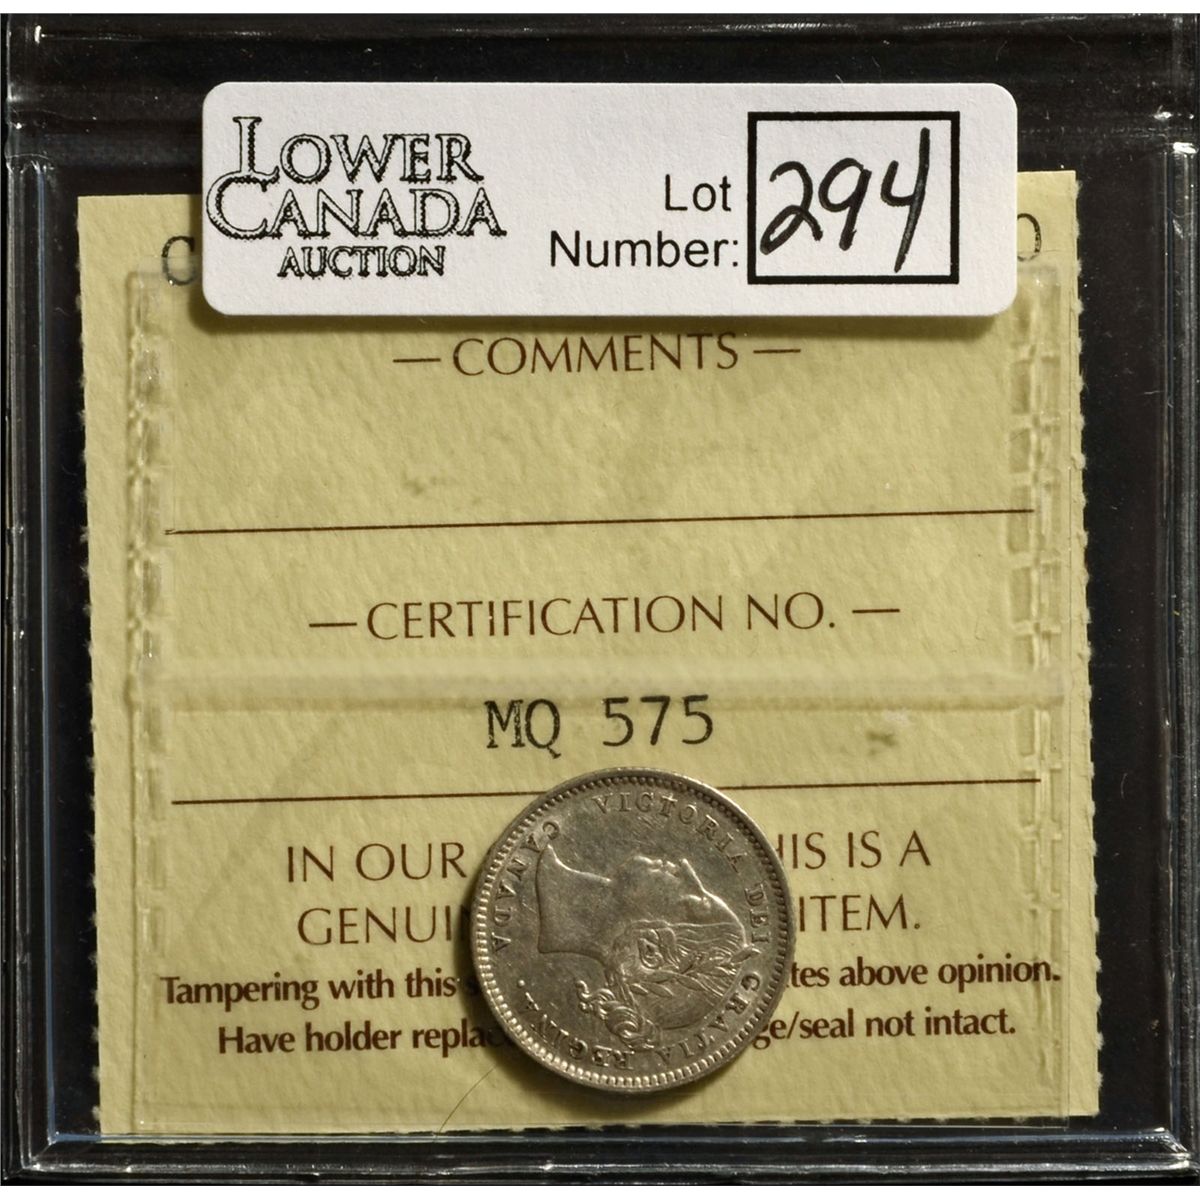 LOWER
CANADA
AUCTION
Lot
Number:
294
— COMMENTS —
— CERTIFICATION NO. —
MQ 575
IN OUR HIS IS A
GENUI ITEM.
Tampering with this s tes above opinion.
Have holder repla ge/seal not intact.
VICTORIA DEI GRATIA REGINA.
CANADA